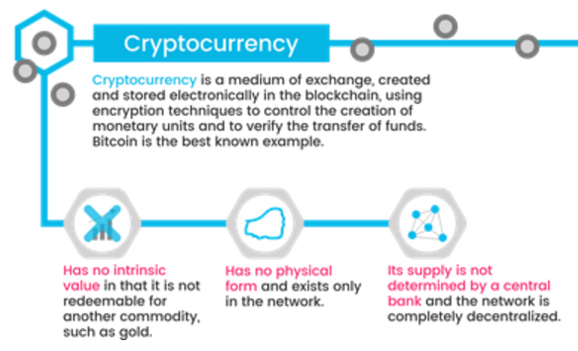 Cryptocurrency
Cryptocurrency is a medium of exchange, created
and stored electronically in the blockchain, using
encryption techniques to control the creation of
monetary units and to verify the transfer of funds.
Bitcoin is the best known example.
Has no intrinsic
value in that it is not
redeemable for
another commodity,
such as gold.
Has no physical
form and exists only
in the network.
Its supply is not
determined by a central
bank and the network is
completely decentralized.